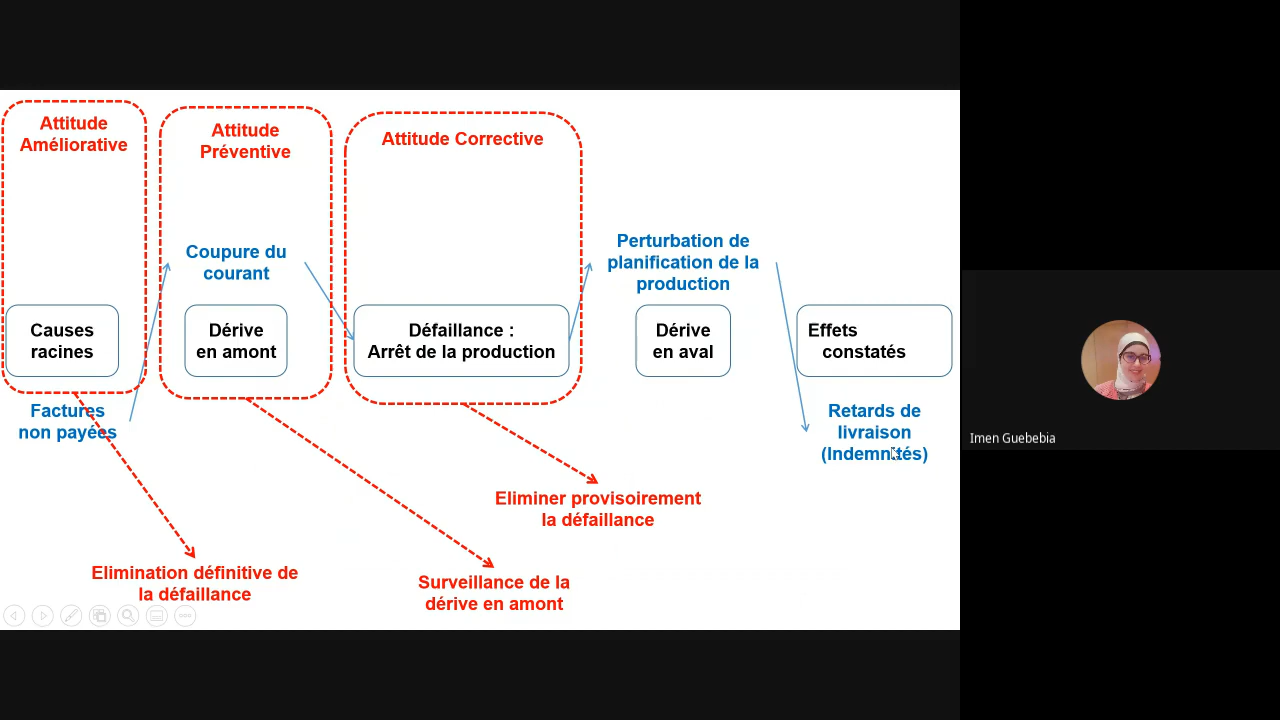 Attitude
Améliorative
Attitude
Préventive
Attitude Corrective
Coupure du
courant
Perturbation de
planification de la
production
Causes
racines
Dérive
en amont
Défaillance :
Arrêt de la production
Dérive
en aval
Effets
constatés
Factures
non payées
Retards de
livraison
(Indemnités)
Imen Guebebia
Eliminer provisoirement
la défaillance
Elimination définitive de
la défaillance
Surveillance de la
dérive en amont